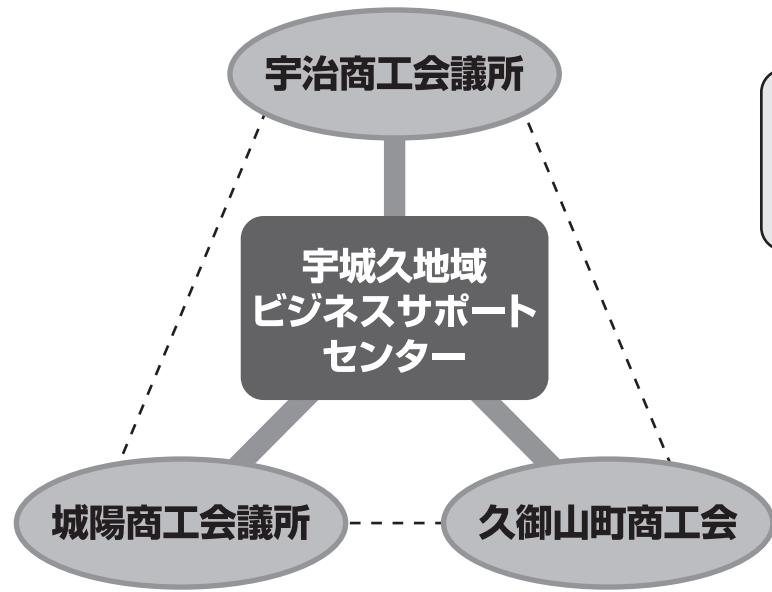 宇治商工会議所
宇城久地域
ビジネスサポート
センター
城陽商工会議所
久御山町商工会